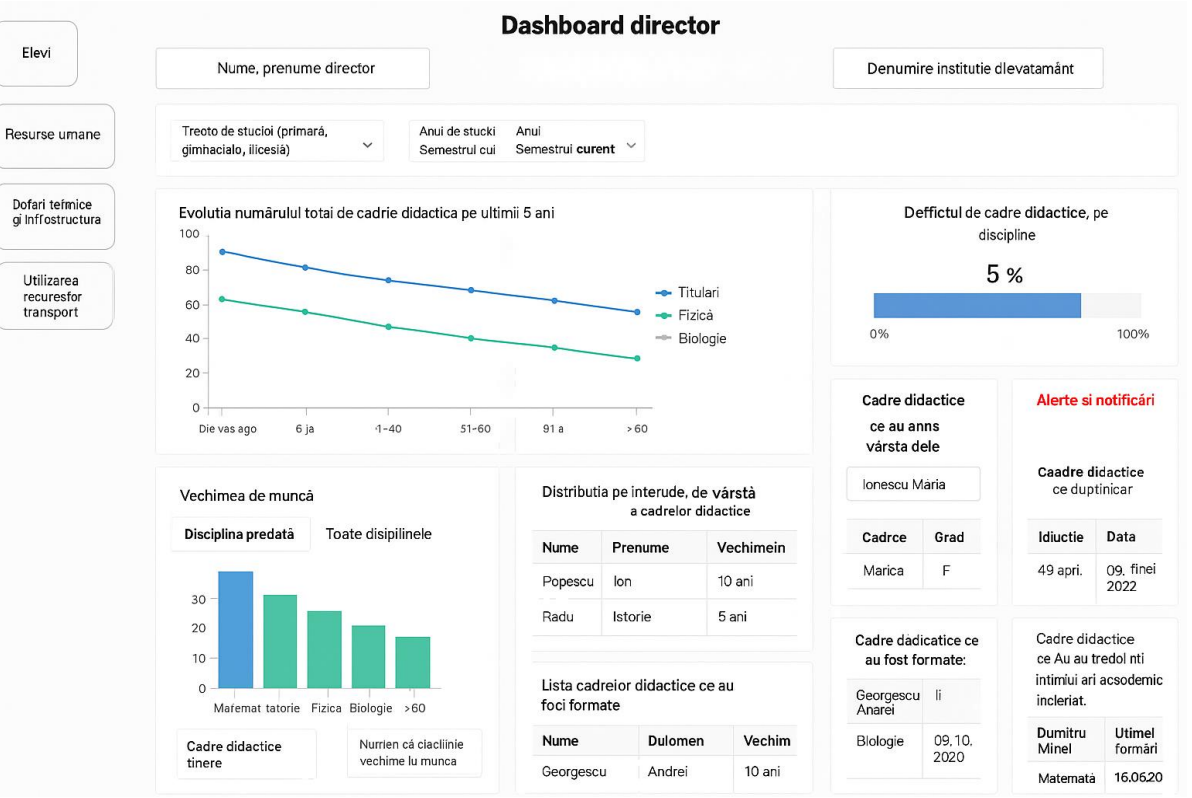 Dashboard director
Elevi
Nume, prenume director
Denumire institutie dlevatamânt
Resurse umane
Treoto de stucioi (primară,
gimhacialo, ilicesiă)
Anui de stucki Anui
Semestrul cui Semestrui curent
Dofari tefmice
gi Inffostructura
Utilizarea
recuresfor
transport
Evolutia numărulul totai de cadrie didactica pe ultimii 5 ani
100
80
60
40
20
0
Die vas ago
6 ja
·1-40
51-60
91 a
>60
Titulari
Fizică
Biologie
Deffictul de cadre didactice, pe
discipline
5 %
0%
100%
Cadre didactice
ce au anns
vârsta dele
Ionescu Măria
Cadrce Grad
Marica F
Alerte si notificări
Caadre didactice
ce duptinicar
Idiuctie Data
49 apri. 09. finei
2022
Vechimea de muncă
Disciplina predată Toate disipilinele
30
20
10
0
Maremat tatorie Fizica Biologie >60
Cadre didactice
tinere
Nurrien că ciacliinie
vechime lu munca
Distributia pe interude, de vârstà
a cadrelor didactice
Nume Prenume Vechimein
Popescu Ion 10 ani
Radu Istorie 5 ani
Lista cadreior didactice ce au
foci formate
Nume Dulomen Vechim
Georgescu Andrei 10 ani
Cadre dadicatice ce
au fost formate:
Georgescu li
Anarei
Blologie 09.10.
2020
Cadre didactice
ce Au au tredol nti
intimiui ari acsodemic
incleriat.
Dumitru Utimel
Minel formări
Matemată 16.06.20